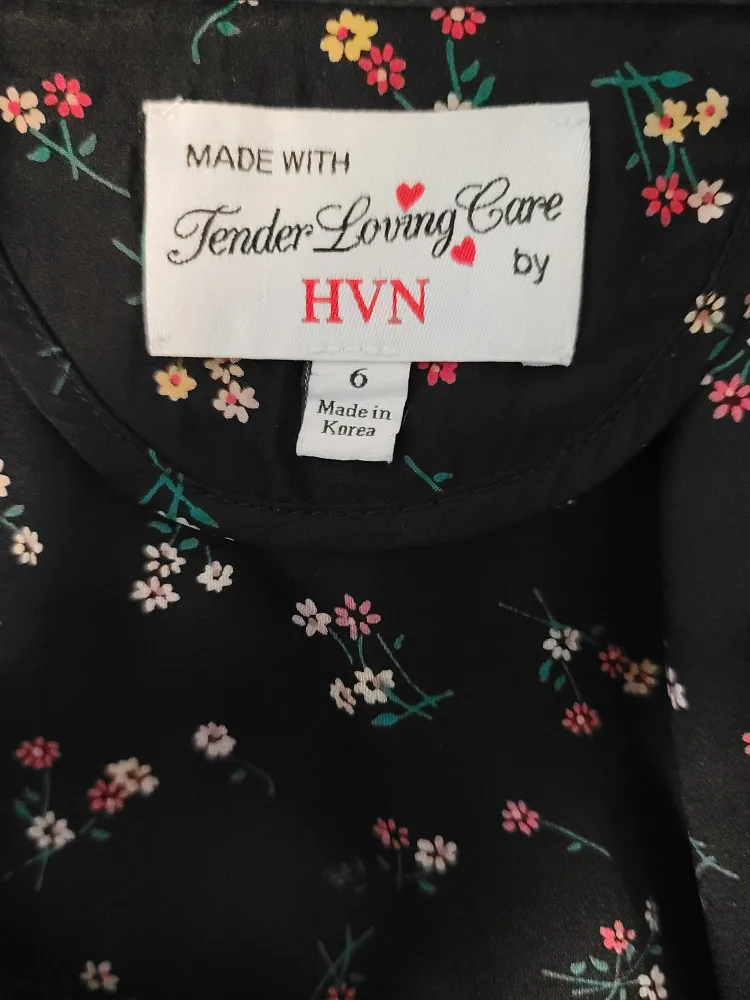 MADE WITH
Tender Loving Care
by
HVN
6
Made in
Korea